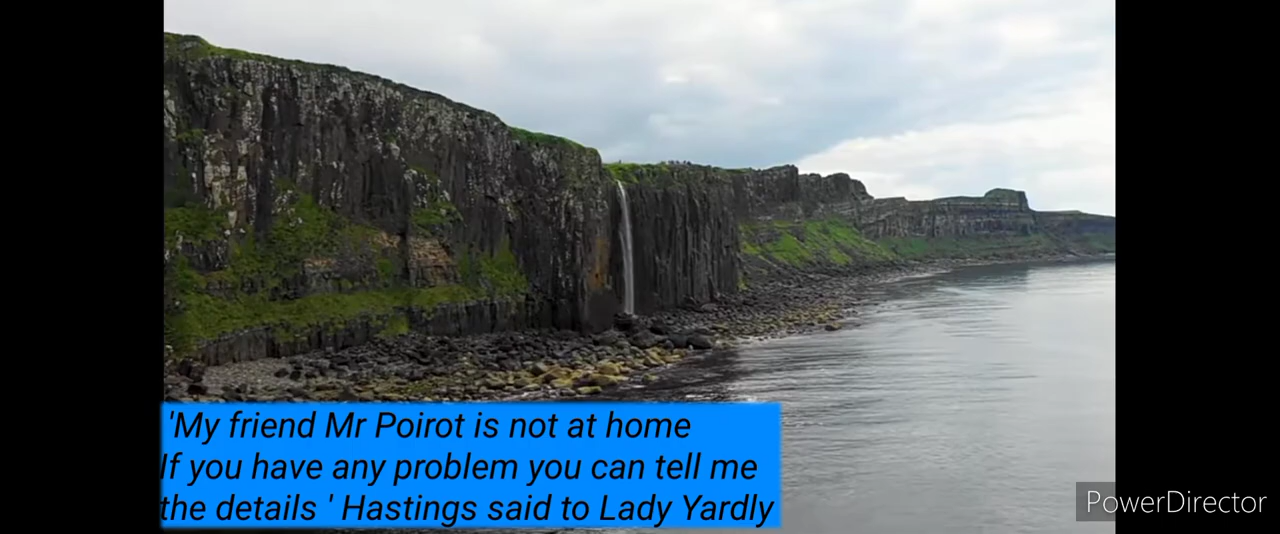 'My friend Mr Poirot is not at home
If you have any problem you can tell me
the details ' Hastings said to Lady Yardly
PowerDirector